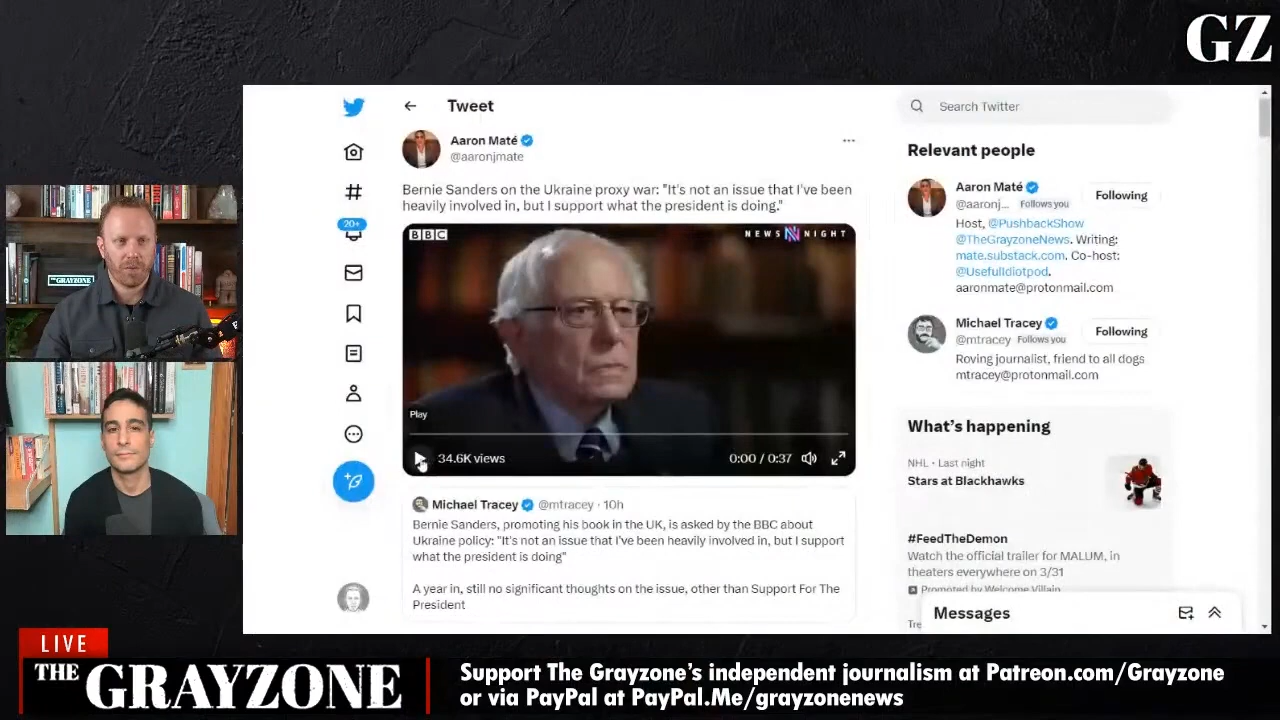 GZ
Tweet
Search Twitter
Aaron Maté
@aaronjmate
Bernie Sanders on the Ukraine proxy war: "It's not an issue that I've been
heavily involved in, but I support what the president is doing."
20+
BBC
NEWSNIGHT
Play
34.6K views
0:00 / 0:37
Michael Tracey @mtracey · 10h
Bernie Sanders, promoting his book in the UK, is asked by the BBC about
Ukraine policy: "It's not an issue that I've been heavily involved in, but I support
what the president is doing"
A year in, still no significant thoughts on the issue, other than Support For The
President
Relevant people
Aaron Maté
@aaronj... Follows you
Following
Host, @PushbackShow
@TheGrayzoneNews. Writing:
mate.substack.com. Co-host:
@UsefulIdiotpod.
aaronmate@protonmail.com
Michael Tracey
@mtracey Follows you
Following
Roving journalist, friend to all dogs
mtracey@protonmail.com
What's happening
NHL · Last night
Stars at Blackhawks
#FeedTheDemon
Watch the official trailer for MALUM, in
theaters everywhere on 3/31
Promoted by Welcome Villain
Messages
THE GRAYZONE
LIVE
THE GRAYZONE
Support The Grayzone's independent journalism at Patreon.com/Grayzone
or via PayPal at PayPal.Me/grayzonenews